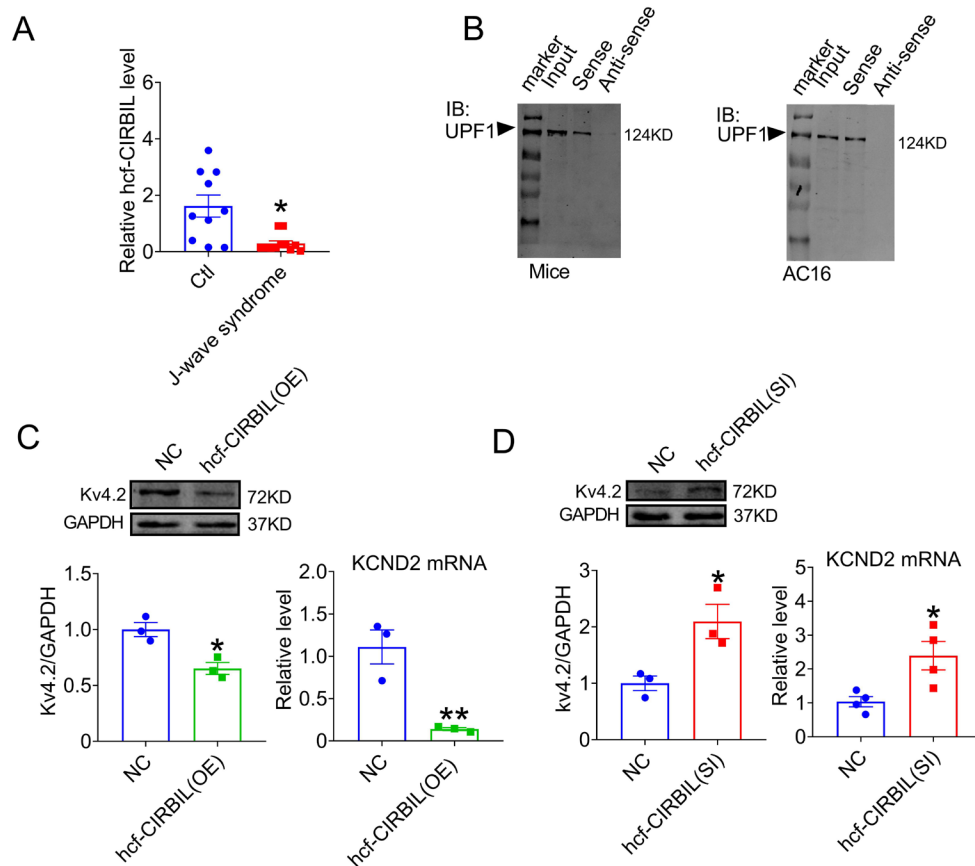 A
Relative hcf-CIRBIL level
6
4
2
0
*
Ctl
J-wave syndrome
B
marker
Input
Sense
Anti-sense
IB:
UPF1
124KD
Mice
marker
Input
Sense
Anti-sense
IB:
UPF1
124KD
AC16
C
NC
hcf-CIRBIL(OE)
Kv4.2
72KD
GAPDH
37KD
Kv4.2/GAPDH
1.5
1.0
0.5
0.0
*
NC
hcf-CIRBIL(OE)
KCND2 mRNA
Relative level
2.0
1.5
1.0
0.5
0
**
NC
hcf-CIRBIL(OE)
D
NC
hcf-CIRBIL(SI)
Kv4.2
72KD
GAPDH
37KD
kv4.2/GAPDH
3
2
1
0
*
NC
hcf-CIRBIL(SI)
KCND2 mRNA
Relative level
5
4
3
2
1
0
*
NC
hcf-CIRBIL(SI)